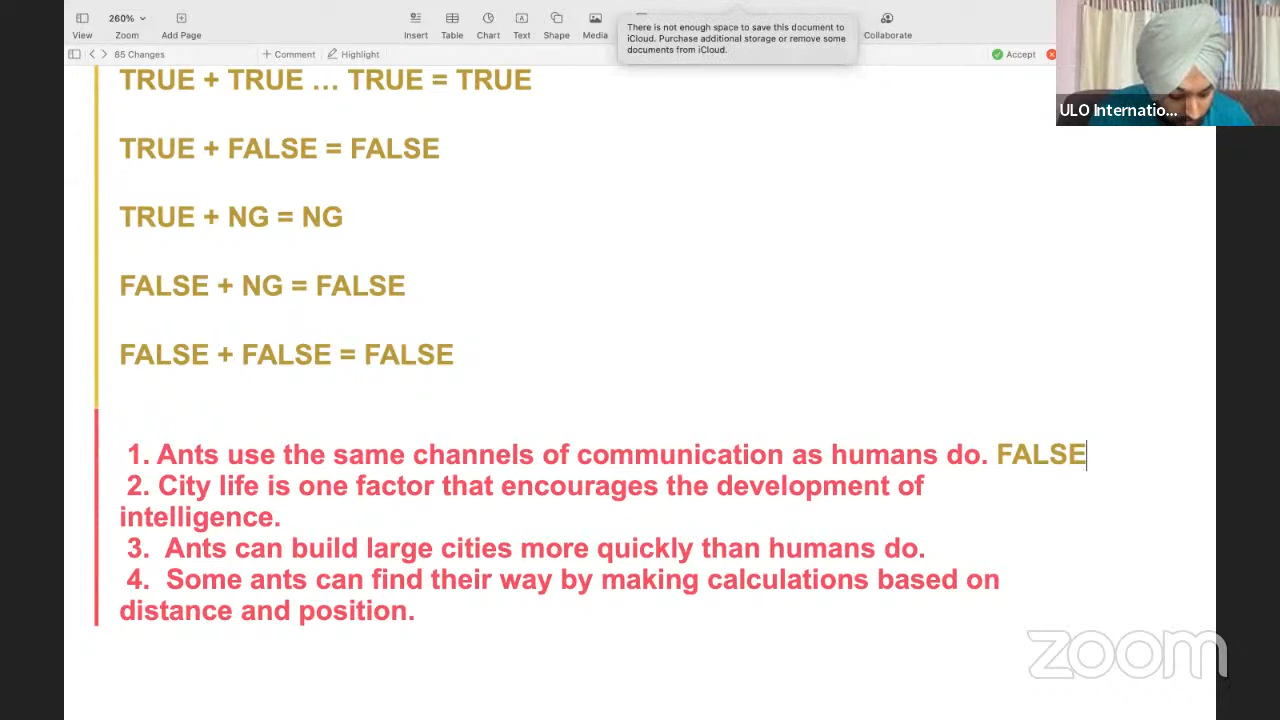 260%
View
Zoom
Add Page
Insert
Table
Chart
Text
Shape
Media
Collaborate
There is not enough space to save this document to
iCloud. Purchase additional storage or remove some
documents from iCloud.
85 Changes
Comment
Highlight
Accept
ULO Internatio...
TRUE + TRUE ... TRUE = TRUE
TRUE + FALSE = FALSE
TRUE + NG = NG
FALSE + NG = FALSE
FALSE + FALSE = FALSE
1. Ants use the same channels of communication as humans do. FALSE
2. City life is one factor that encourages the development of
intelligence.
3. Ants can build large cities more quickly than humans do.
4. Some ants can find their way by making calculations based on
distance and position.
zoom